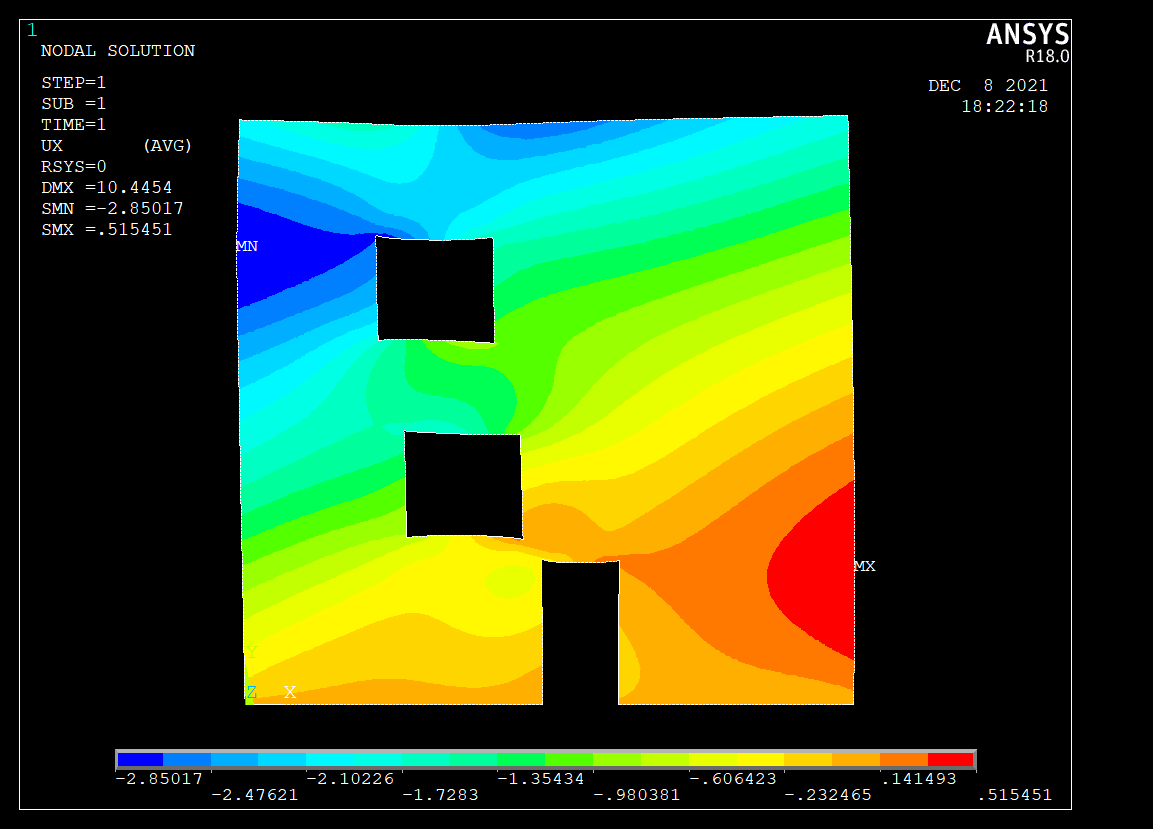 1
ANSYS
R18.0
NODAL SOLUTION
STEP=1
SUB =1
TIME=1
UX (AVG)
RSYS=0
DMX =10.4454
SMN =-2.85017
SMX =.515451
DEC 8 2021
18:22:18
MN
MX
Y
Z X
-2.85017 -2.10226 -1.35434 -.606423 .141493
-2.47621 -1.7283 -.980381 -.232465 .515451